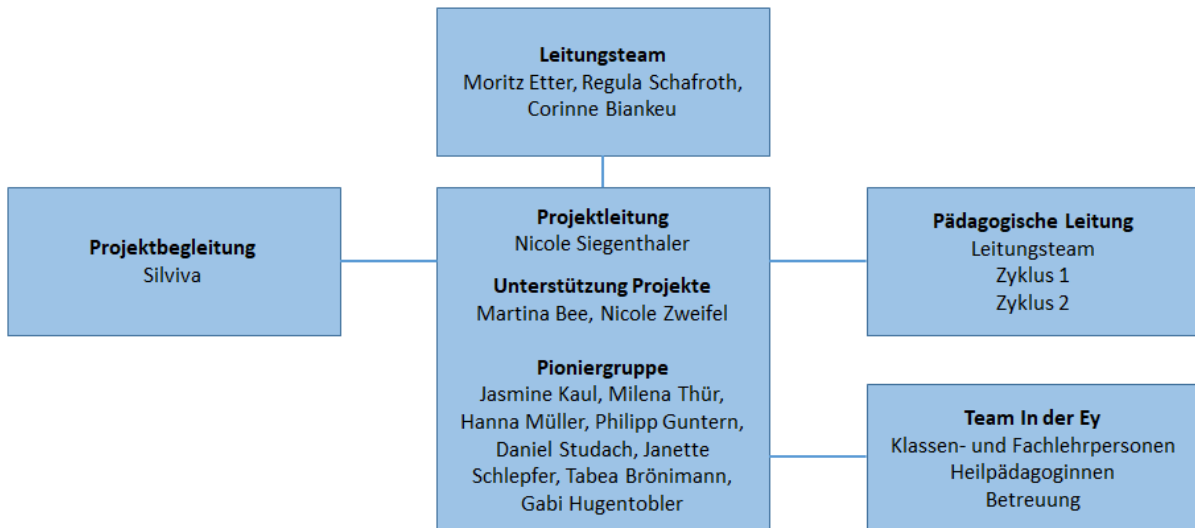 Leitungsteam
Moritz Etter, Regula Schafroth,
Corinne Biankeu
Projektbegleitung
Silviva
Projektleitung
Nicole Siegenthaler
Unterstützung Projekte
Martina Bee, Nicole Zweifel
Pioniergruppe
Jasmine Kaul, Milena Thür,
Hanna Müller, Philipp Guntern,
Daniel Studach, Janette
Schlepfer, Tabea Brönimann,
Gabi Hugentobler
Pädagogische Leitung
Leitungsteam
Zyklus 1
Zyklus 2
Team In der Ey
Klassen- und Fachlehrpersonen
Heilpädagoginnen
Betreuung